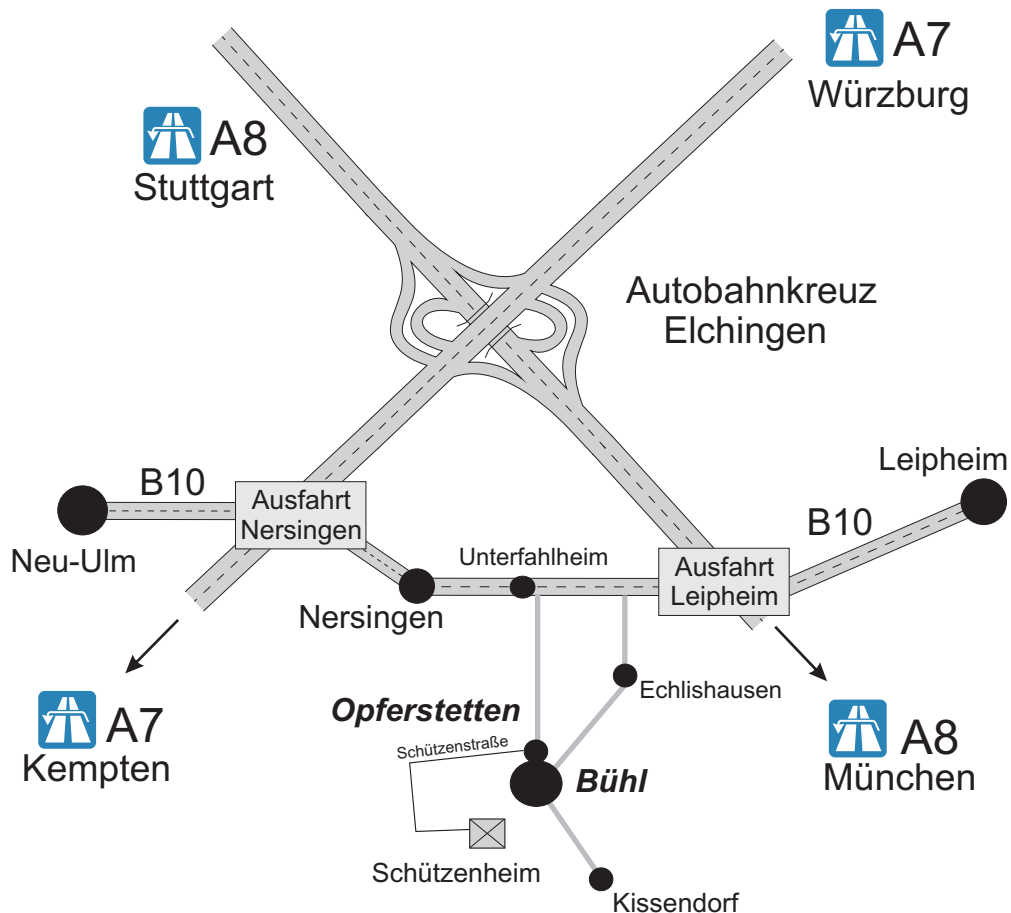 A7
Würzburg
A8
Stuttgart
Autobahnkreuz
Elchingen
Leipheim
B10
B10
Ausfahrt
Nersingen
Neu-Ulm
Unterfahlheim
Ausfahrt
Leipheim
Nersingen
Echlishausen
Opferstetten
A7
Kempten
Schützenstraße
A8
München
Bühl
Schützenheim
Kissendorf